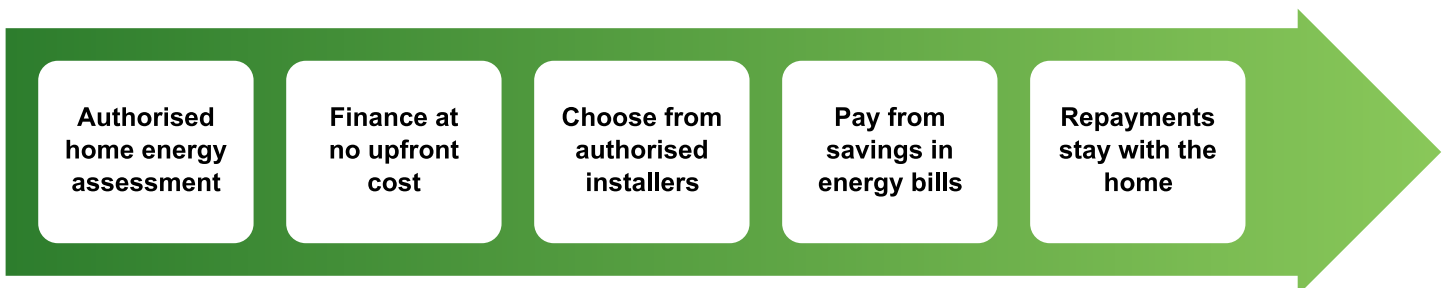 Authorised
home energy
assessment
Finance at
no upfront
cost
Choose from
authorised
installers
Pay from
savings in
energy bills
Repayments
stay with the
home